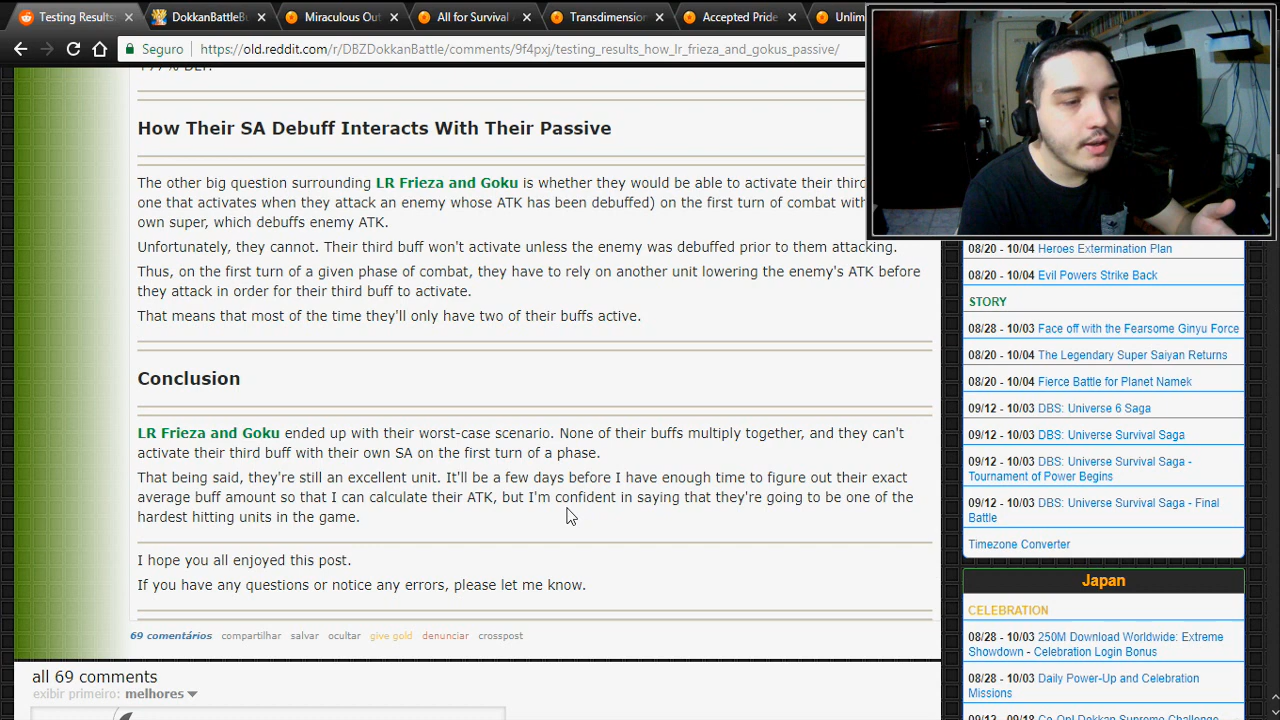 Testing Results:
DokkanBattleBo
Miraculous Out
All for Survival
Transdimension
Accepted Pride
Unlim
Seguro
https://old.reddit.com/r/DBZDokkanBattle/comments/9f4pxj/testing_results_how_lr_frieza_and_gokus_passive/
How Their SA Debuff Interacts With Their Passive
The other big question surrounding LR Frieza and Goku is whether they would be able to activate their third
one that activates when they attack an enemy whose ATK has been debuffed) on the first turn of combat with
own super, which debuffs enemy ATK.
Unfortunately, they cannot. Their third buff won't activate unless the enemy was debuffed prior to them attacking.
Thus, on the first turn of a given phase of combat, they have to rely on another unit lowering the enemy's ATK before
they attack in order for their third buff to activate.
That means that most of the time they'll only have two of their buffs active.
Conclusion
LR Frieza and Goku ended up with their worst-case scenario. None of their buffs multiply together, and they can't
activate their third buff with their own SA on the first turn of a phase.
That being said, they're still an excellent unit. It'll be a few days before I have enough time to figure out their exact
average buff amount so that I can calculate their ATK, but I'm confident in saying that they're going to be one of the
hardest hitting units in the game.
I hope you all enjoyed this post.
If you have any questions or notice any errors, please let me know.
69 comentários compartilhar salvar ocultar give gold denunciar crosspost
all 69 comments
exibir primeiro: melhores
08/20 - 10/04 Heroes Extermination Plan
08/20 - 10/04 Evil Powers Strike Back
STORY
08/28 - 10/03 Face off with the Fearsome Ginyu Force
08/20 - 10/04 The Legendary Super Saiyan Returns
08/20 - 10/04 Fierce Battle for Planet Namek
09/12 - 10/03 DBS: Universe 6 Saga
09/12 - 10/03 DBS: Universe Survival Saga
09/12 - 10/03 DBS: Universe Survival Saga -
Tournament of Power Begins
09/12 - 10/03 DBS: Universe Survival Saga - Final
Battle
Timezone Converter
Japan
CELEBRATION
08/28 - 10/03 250M Download Worldwide: Extreme
Showdown - Celebration Login Bonus
08/28 - 10/03 Daily Power-Up and Celebration
Missions